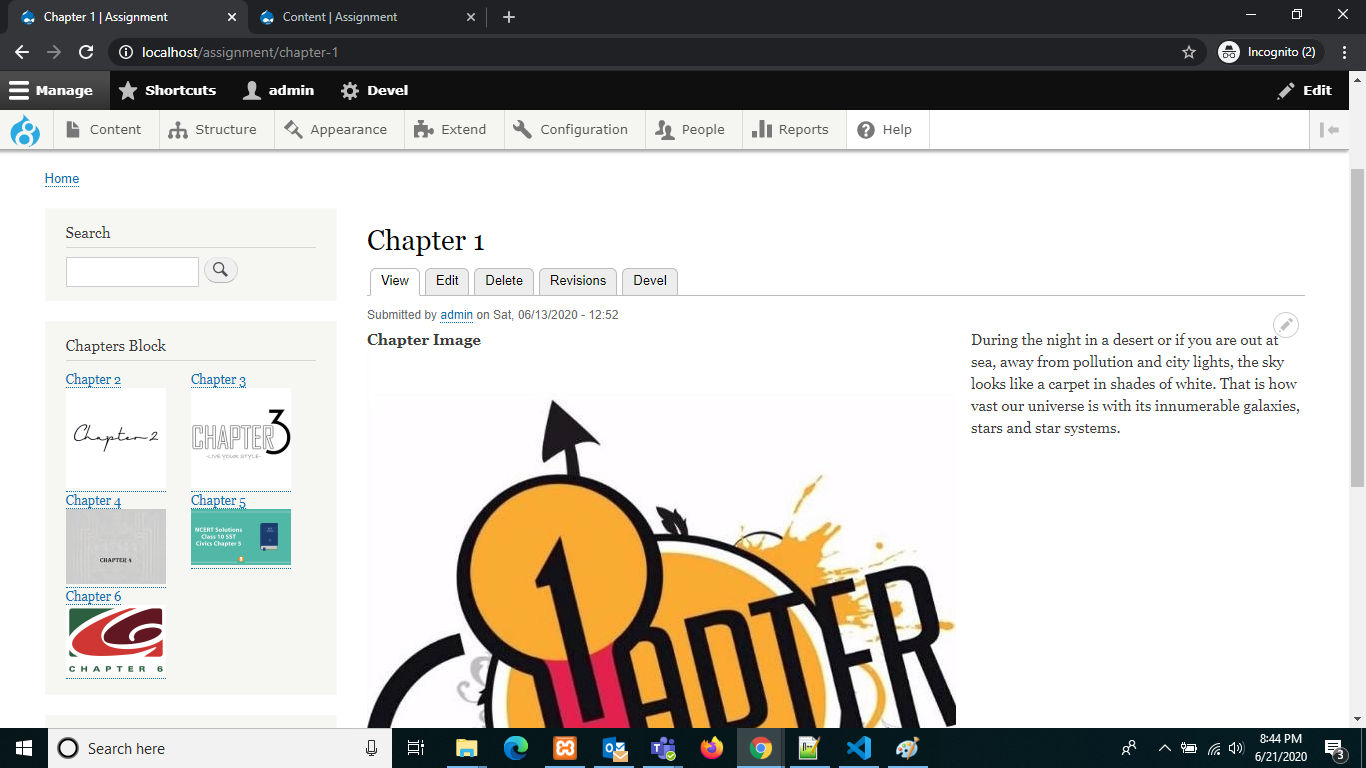 Chapter 1 | Assignment
Content | Assignment
localhost/assignment/chapter-1
Incognito (2)
Manage
Shortcuts
admin
Devel
Edit
Content
Structure
Appearance
Extend
Configuration
People
Reports
Help
Home
Search
Chapters Block
Chapter 2
Chapter 3
Chapter 2
CHAPTER 3
-LIVE YOUR STYLE-
Chapter 4
Chapter 5
CHAPTER 4
NCERT Solutions
Class 10 SST
Civics Chapter 5
Chapter 6
CHAPTER 6
Chapter 1
View
Edit
Delete
Revisions
Devel
Submitted by admin on Sat, 06/13/2020 - 12:52
Chapter Image
1
CHAPTER
During the night in a desert or if you are out at
sea, away from pollution and city lights, the sky
looks like a carpet in shades of white. That is how
vast our universe is with its innumerable galaxies,
stars and star systems.
Search here
8:44 PM
6/21/2020
3